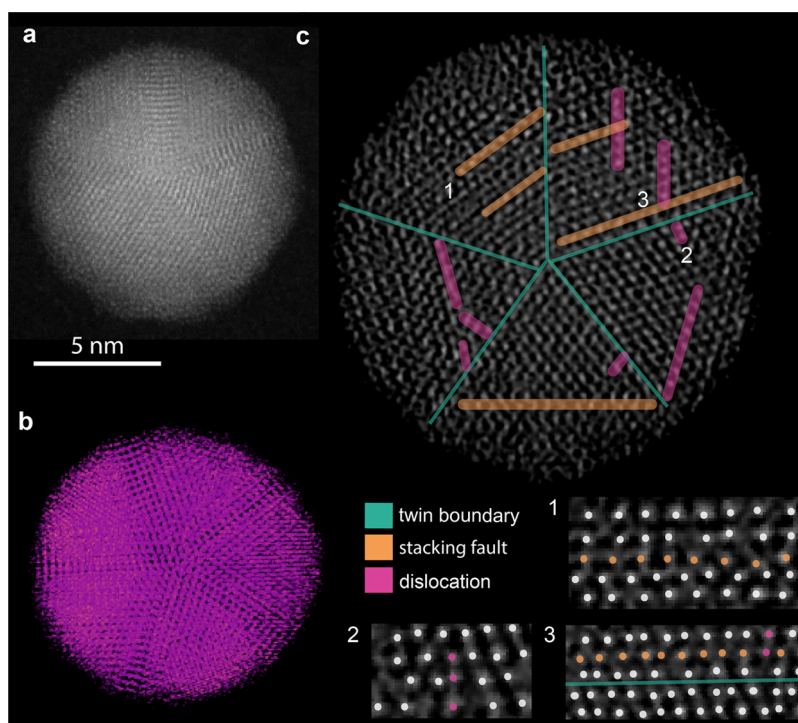 a
c
1
3
2
5 nm
b
twin boundary
stacking fault
dislocation
1
2
3